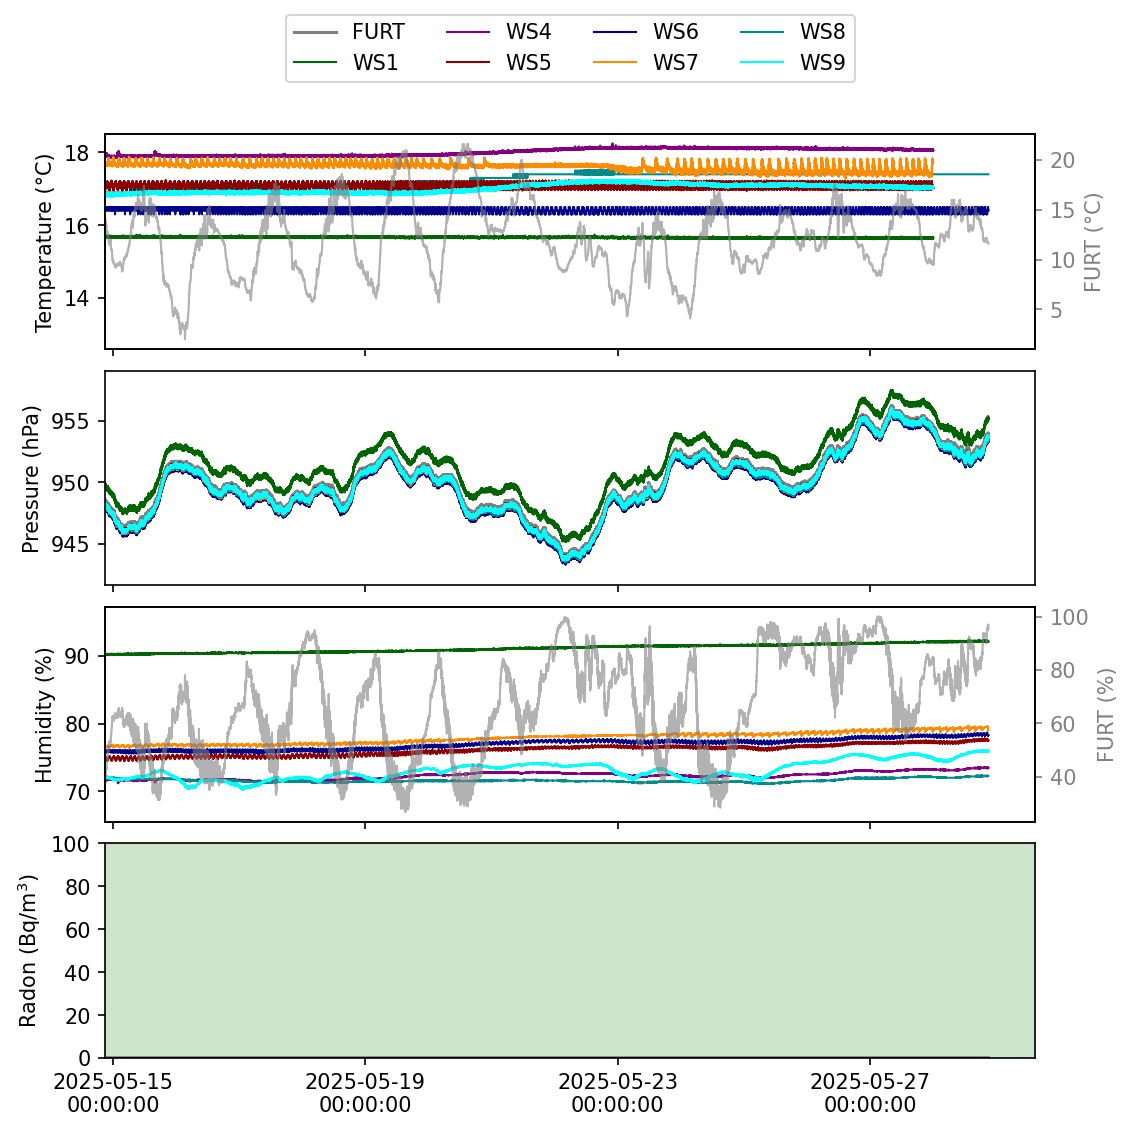 FURT WS4 WS6 WS8
WS1 WS5 WS7 WS9
Temperature (°C)
18
16
14
20
15
10
5
FURT (°C)
Pressure (hPa)
955
950
945
Humidity (%)
90
80
70
100
80
60
40
FURT (%)
Radon (Bq/m³)
100
80
60
40
20
0
2025-05-15 2025-05-19 2025-05-23 2025-05-27
00:00:00 00:00:00 00:00:00 00:00:00